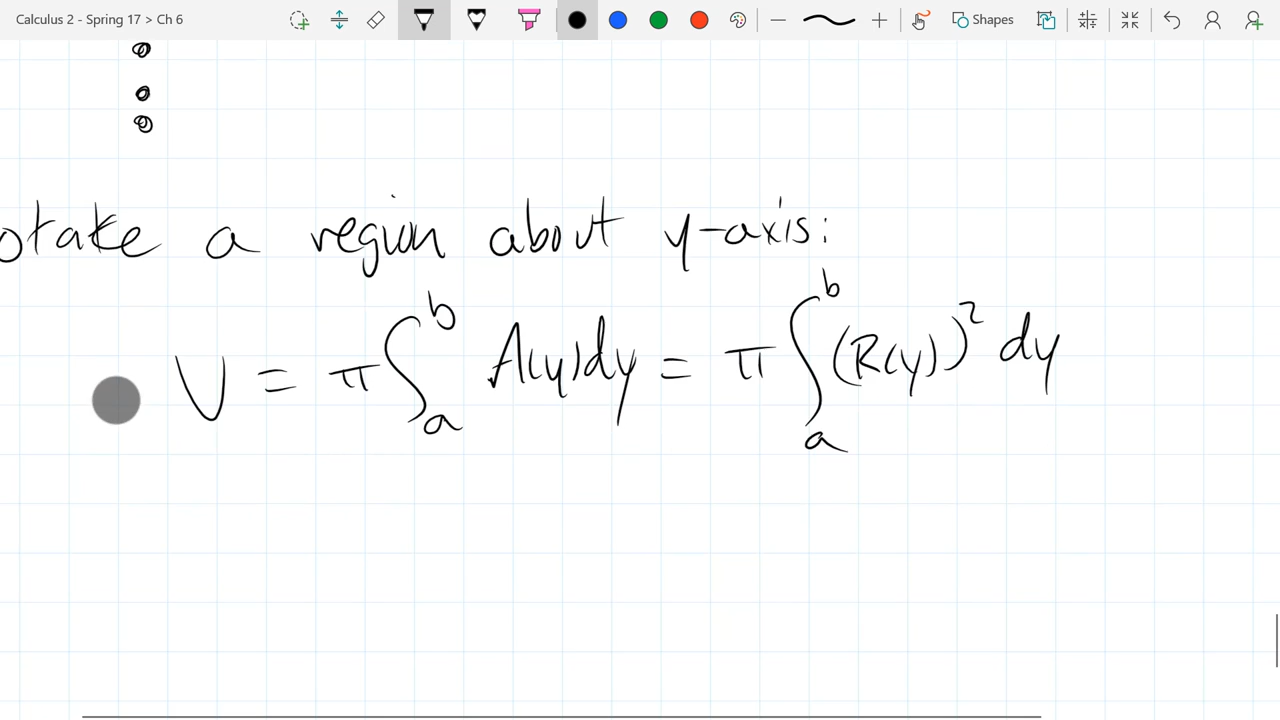 Calculus 2 - Spring 17 > Ch 6
Shapes
otate a region about y-axis:
V = π∫_a^b A(y)dy = π∫_a^b (R(y))² dy